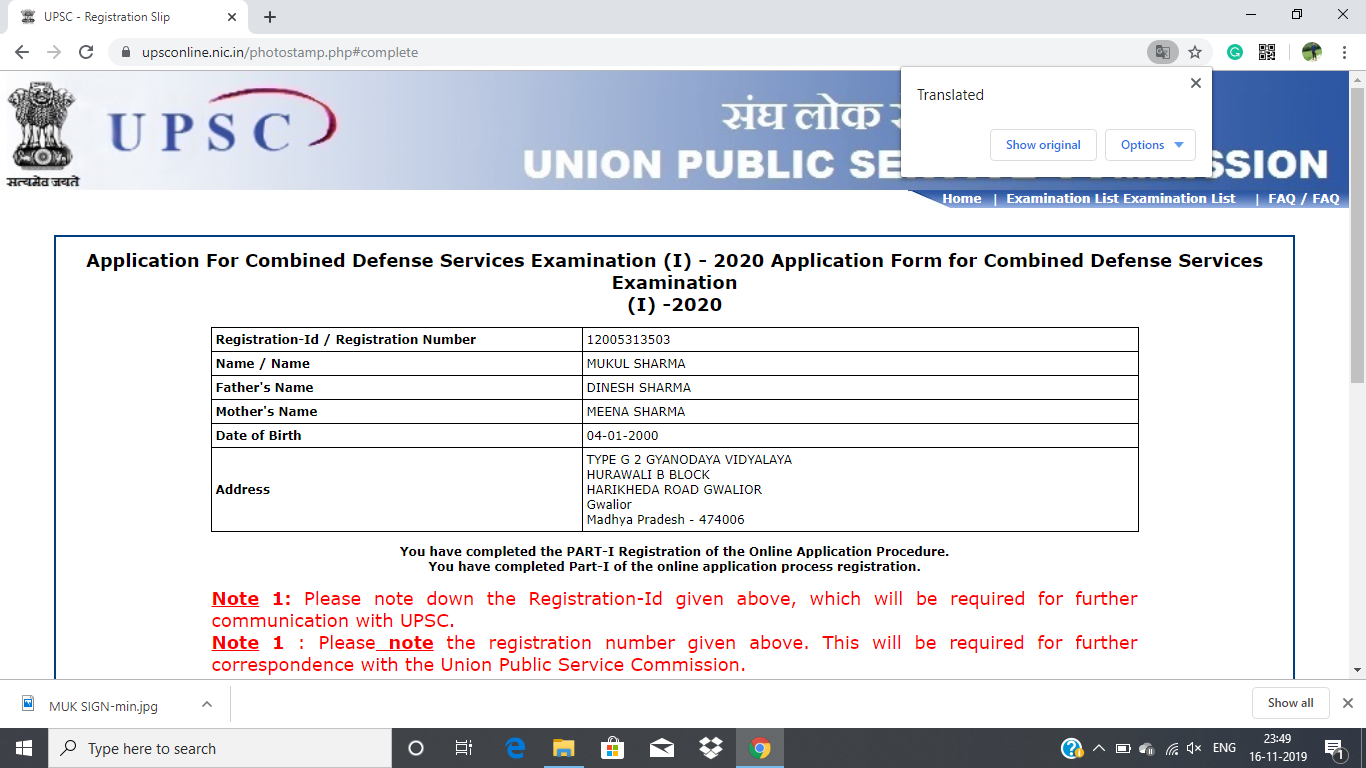 UPSC - Registration Slip
upsconline.nic.in/photostamp.php#complete
Translated
Show original
Options
सत्यमेव जयते
UPSC
संघ लोक
UNION PUBLIC SE
SSION
Home | Examination List Examination List | FAQ / FAQ
Application For Combined Defense Services Examination (I) - 2020 Application Form for Combined Defense Services
Examination
(I) -2020
Registration-Id / Registration Number 12005313503
Name / Name MUKUL SHARMA
Father's Name DINESH SHARMA
Mother's Name MEENA SHARMA
Date of Birth 04-01-2000
Address
TYPE G 2 GYANODAYA VIDYALAYA
HURAWALI B BLOCK
HARIKHEDA ROAD GWALIOR
Gwalior
Madhya Pradesh - 474006
You have completed the PART-I Registration of the Online Application Procedure.
You have completed Part-I of the online application process registration.
Note 1: Please note down the Registration-Id given above, which will be required for further
communication with UPSC.
Note 1 : Please note the registration number given above. This will be required for further
correspondence with the Union Public Service Commission.
MUK SIGN-min.jpg
Show all
Type here to search
ENG
23:49
16-11-2019
1